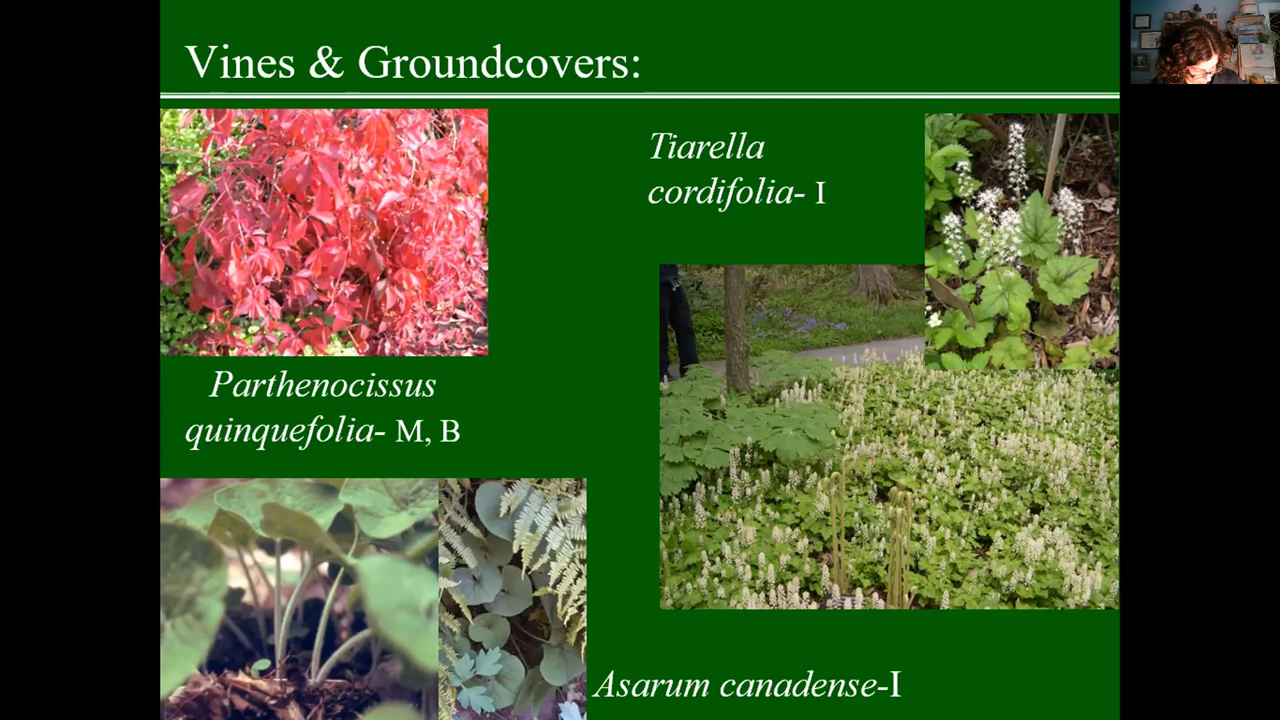 Vines & Groundcovers:
Tiarella
cordifolia- I
Parthenocissus
quinquefolia- M, B
Asarum canadense-I